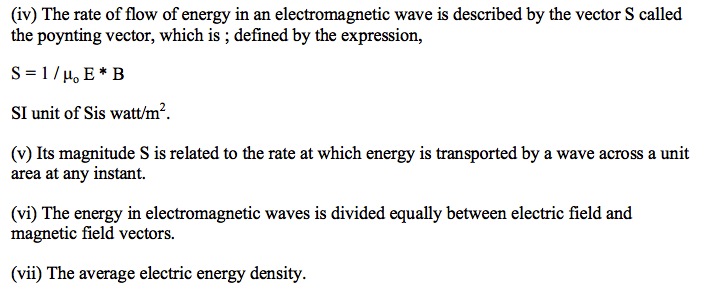 (iv) The rate of flow of energy in an electromagnetic wave is described by the vector S called
the poynting vector, which is ; defined by the expression,
S = 1 / μₒ E * B
SI unit of Sis watt/m².
(v) Its magnitude S is related to the rate at which energy is transported by a wave across a unit
area at any instant.
(vi) The energy in electromagnetic waves is divided equally between electric field and
magnetic field vectors.
(vii) The average electric energy density.